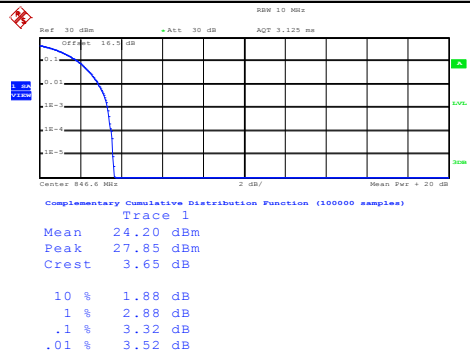 RBW 10 MHz
Ref 30 dBm Att 30 dB AQT 3.125 ms
Offset 16.5 dB
0.1
A
0.01
1 SA
VIEW
1E-3
LVL
1E-4
1E-5
3DB
Center 846.6 MHz 2 dB/ Mean Pwr + 20 dB
Complementary Cumulative Distribution Function (100000 samples)
Trace 1
Mean 24.20 dBm
Peak 27.85 dBm
Crest 3.65 dB
10 % 1.88 dB
1 % 2.88 dB
.1 % 3.32 dB
.01 % 3.52 dB